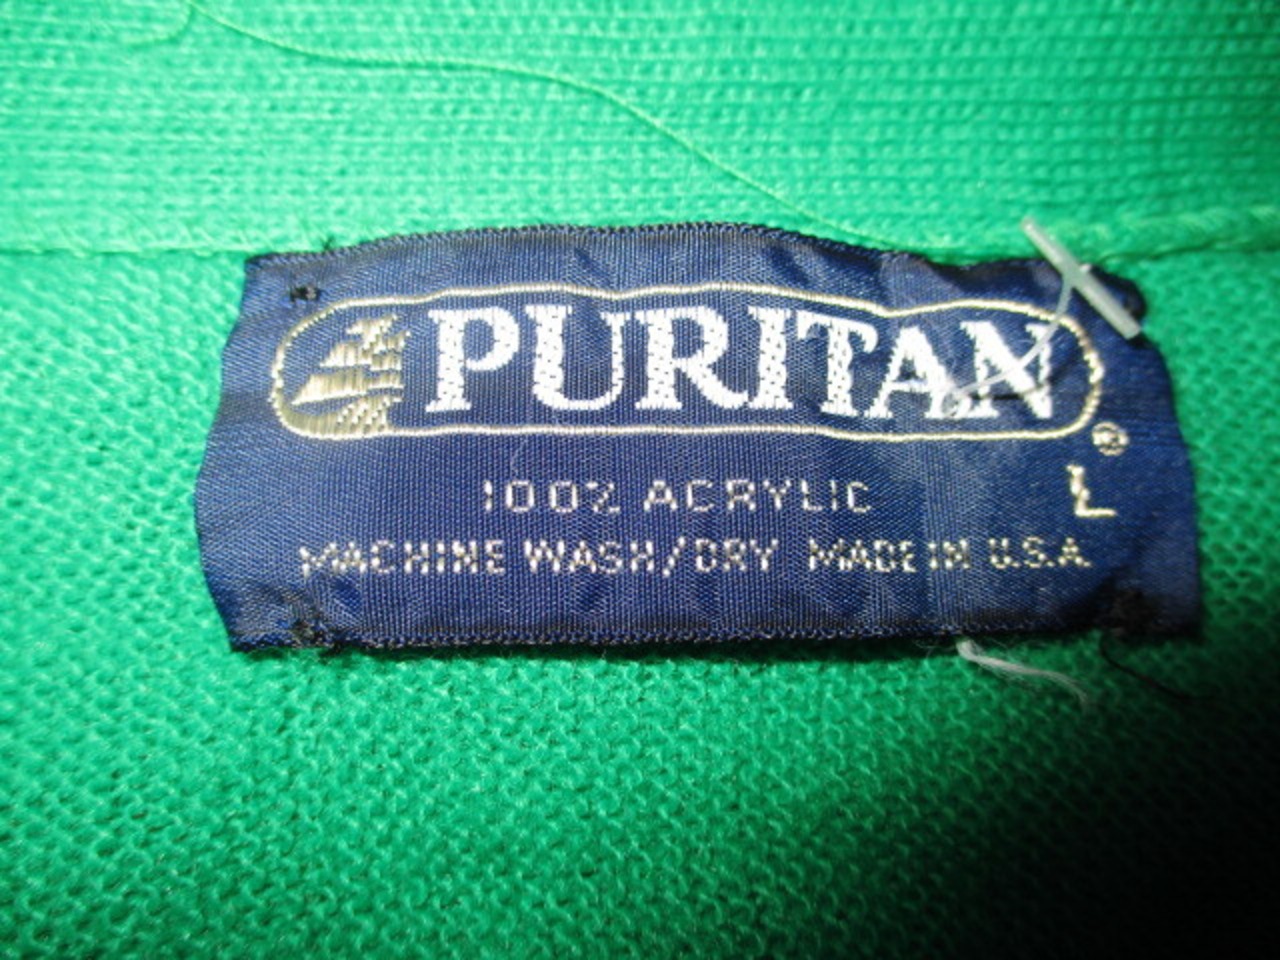 PURITAN®
L
100% ACRYLIC
MACHINE WASH/DRY MADE IN U.S.A.